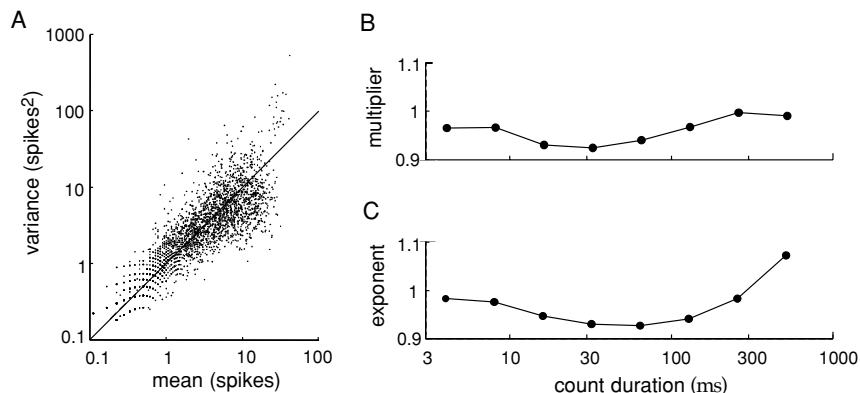 A
1000
100
10
1
0.1
variance (spikes²)
0.1 1 10 100
mean (spikes)
B
1.1
1
0.9
multiplier
C
1.1
1
0.9
exponent
3 10 30 100 300 1000
count duration (ms)